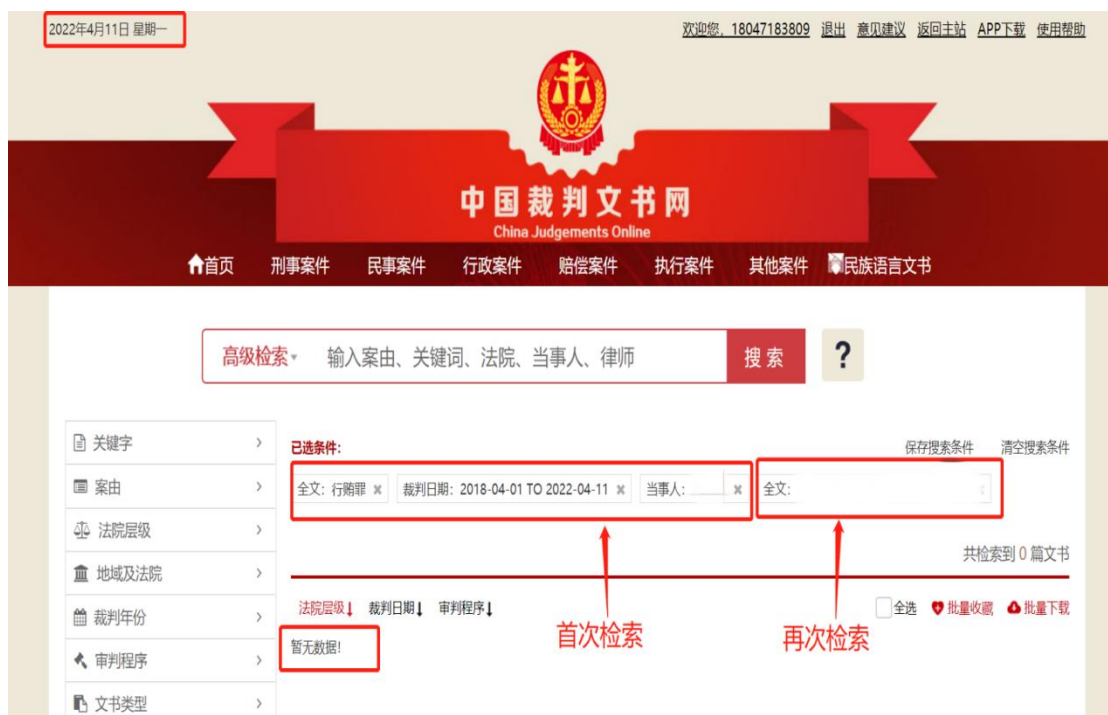 2022年4月11日 星期一
欢迎您，18047183809 退出 意见建议 返回主站 APP下载 使用帮助
中国裁判文书网
China Judgements Online
首页 刑事案件 民事案件 行政案件 赔偿案件 执行案件 其他案件 民族语言文书
高级检索 输入案由、关键词、法院、当事人、律师 搜索 ?
关键字
已选条件：
保存搜索条件 清空搜索条件
案由
全文：行贿罪 × 裁判日期：2018-04-01 TO 2022-04-11 × 当事人： × 全文：
法院层级
共检索到 0 篇文书
地域及法院
法院层级 裁判日期 审判程序
全选 批量收藏 批量下载
裁判年份
首次检索
再次检索
暂无数据!
审判程序
文书类型